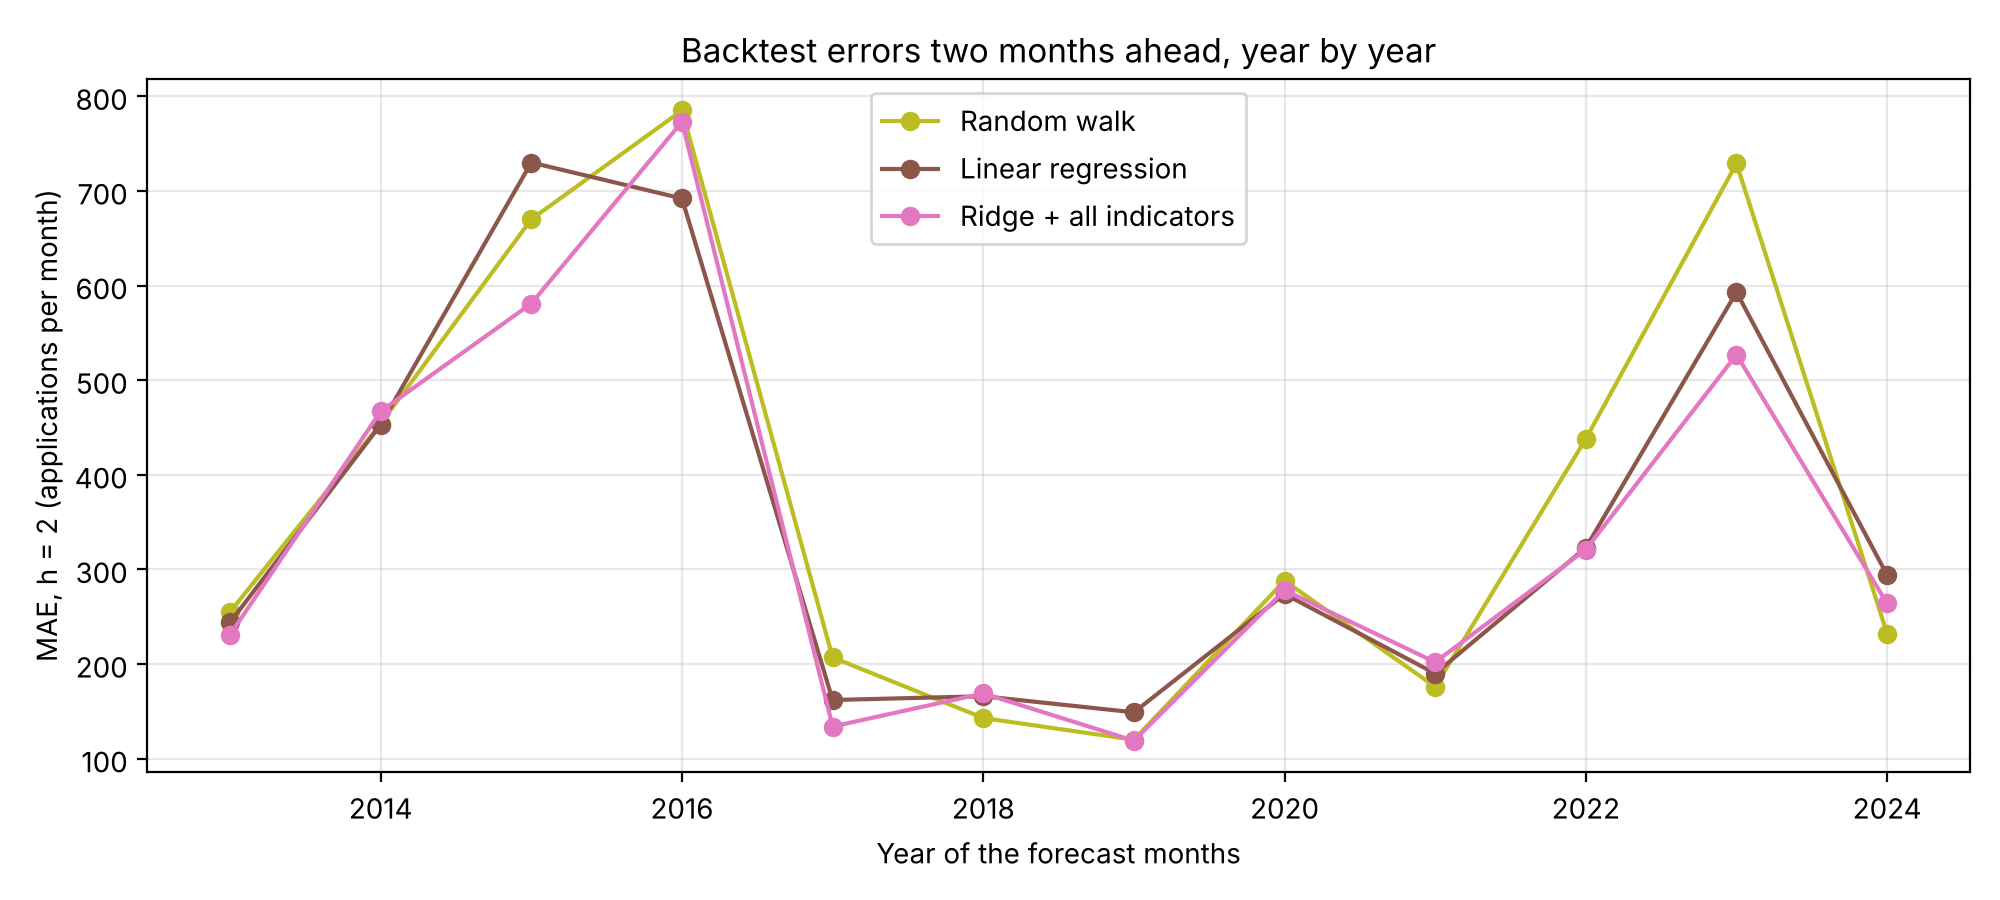 Backtest errors two months ahead, year by year
MAE, h = 2 (applications per month)
800
700
600
500
400
300
200
100
Random walk
Linear regression
Ridge + all indicators
2014
2016
2018
2020
2022
2024
Year of the forecast months